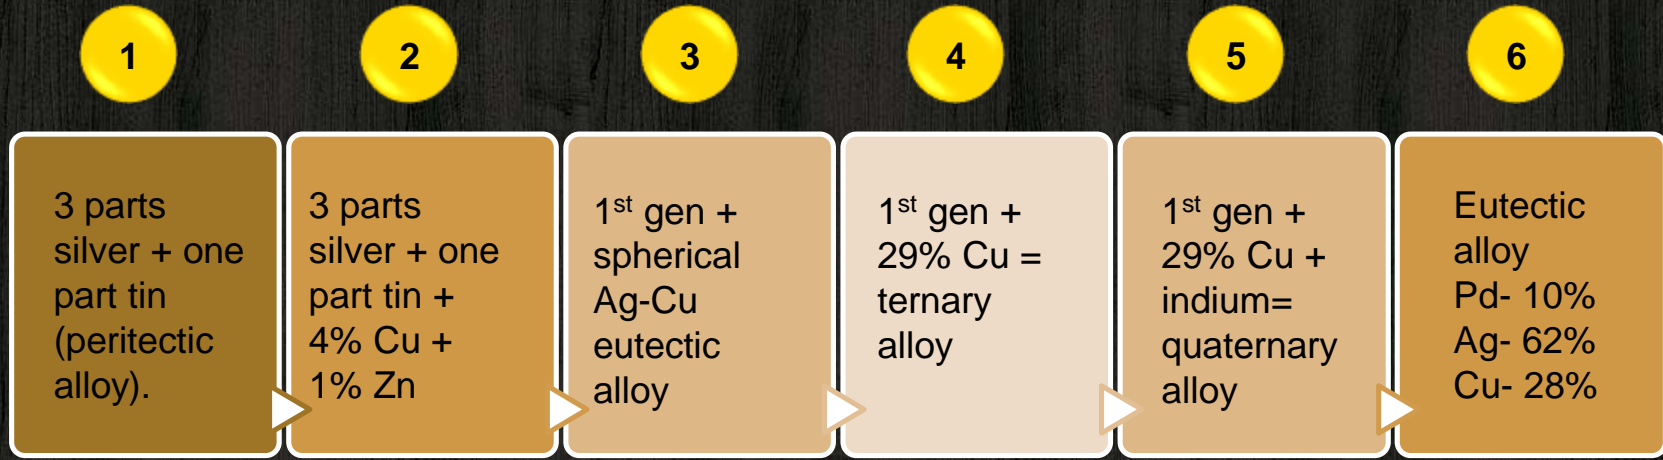 1
2
3
4
5
6
3 parts
silver + one
part tin
(peritectic
alloy).
3 parts
silver + one
part tin +
4% Cu +
1% Zn
1st gen +
spherical
Ag-Cu
eutectic
alloy
1st gen +
29% Cu =
ternary
alloy
1st gen +
29% Cu +
indium=
quaternary
alloy
Eutectic
alloy
Pd- 10%
Ag- 62%
Cu- 28%